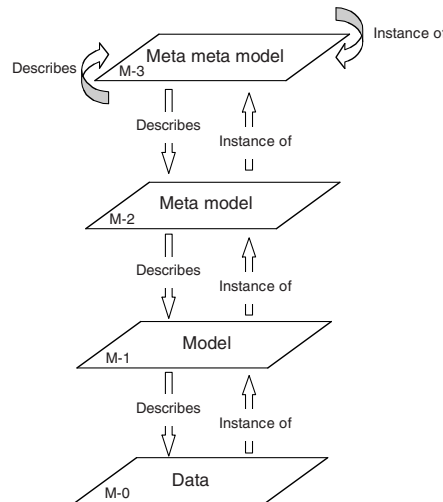 Instance of
Meta meta model
Describes
M-3
Describes
Instance of
Meta model
M-2
Describes
Instance of
Model
M-1
Describes
Instance of
Data
M-0